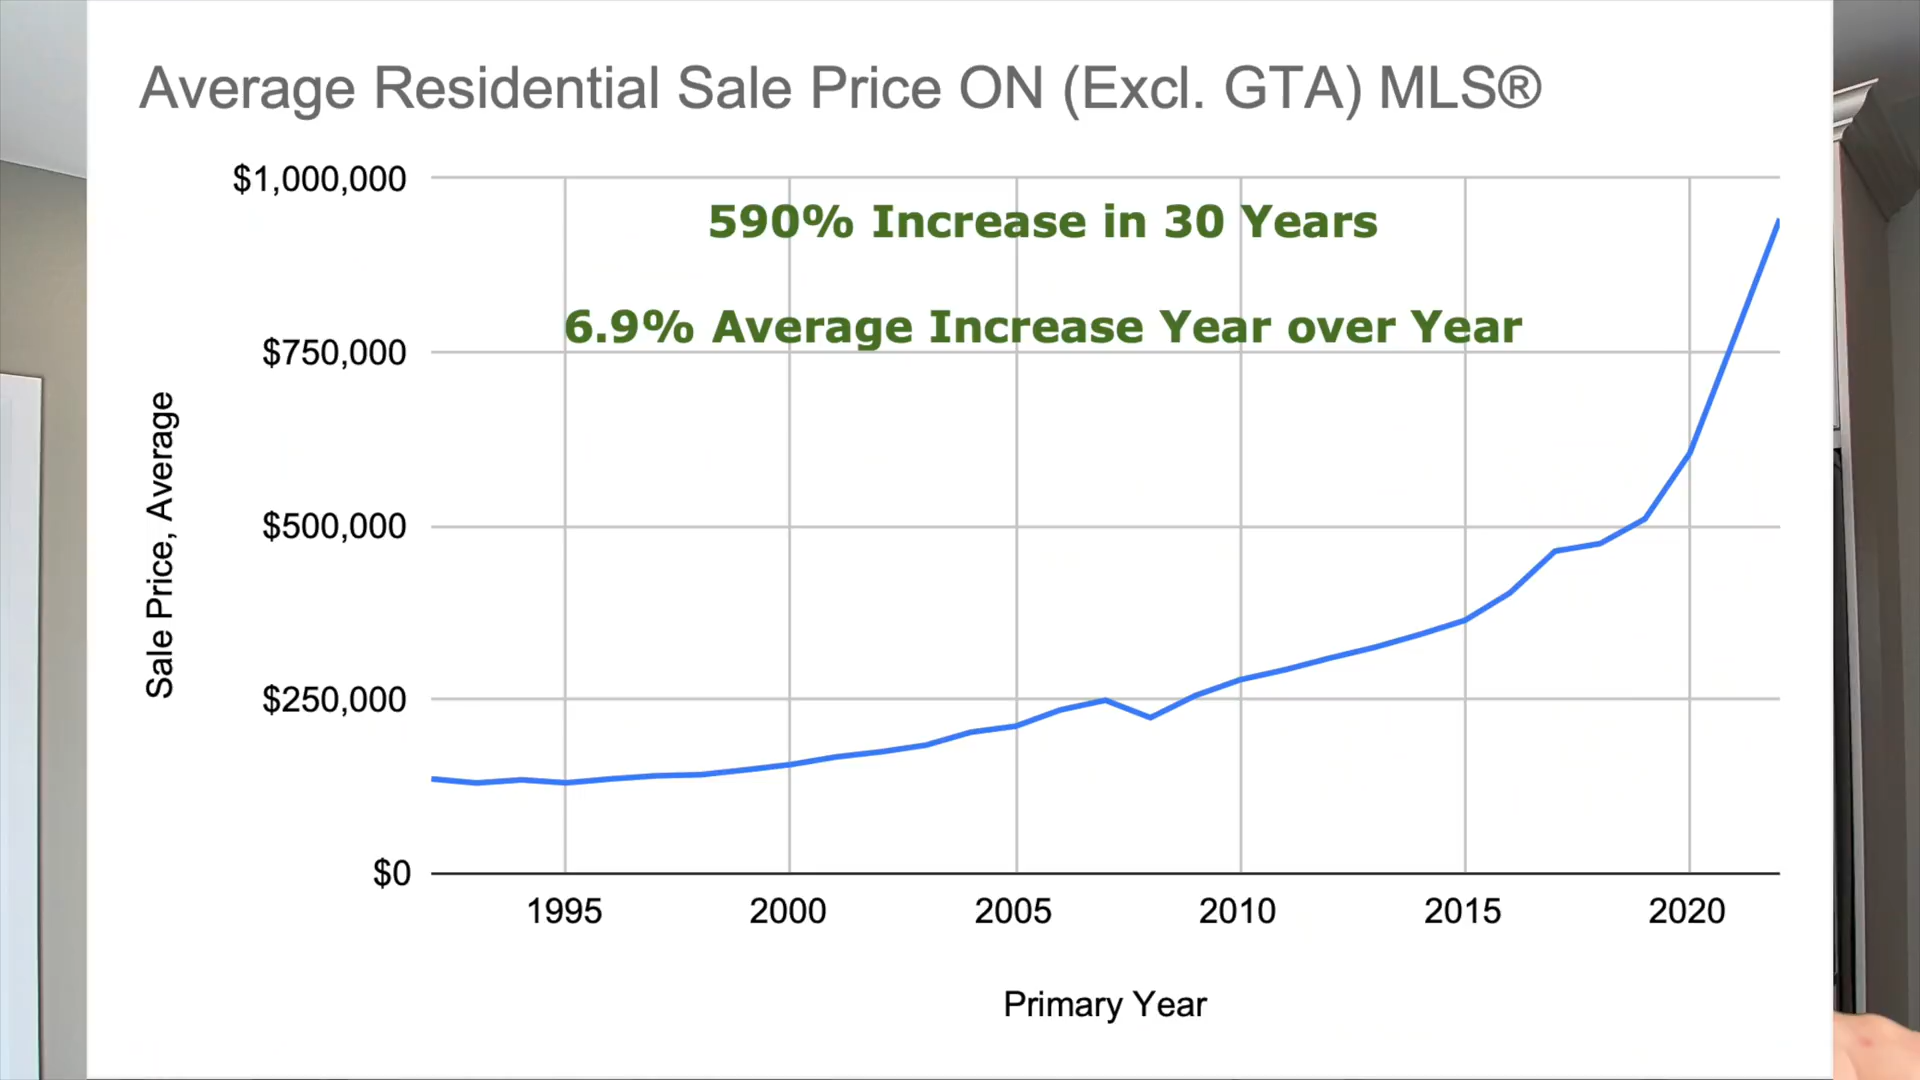 Average Residential Sale Price ON (Excl. GTA) MLS®
590% Increase in 30 Years
6.9% Average Increase Year over Year
Sale Price, Average
$1,000,000
$750,000
$500,000
$250,000
$0
1995 2000 2005 2010 2015 2020
Primary Year